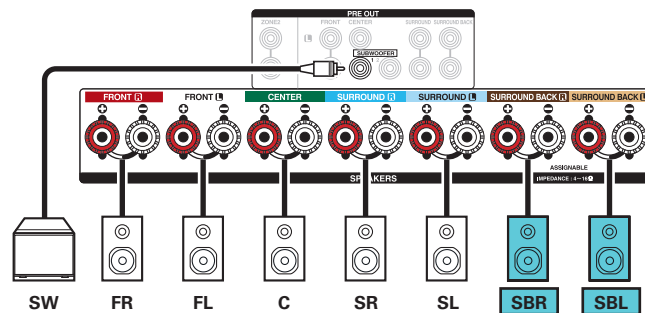 PRE OUT
ZONE2 FRONT CENTER SURROUND SURROUND BACK
L
SUBWOOFER
1 2
FRONT R FRONT L CENTER SURROUND R SURROUND L SURROUND BACK R SURROUND BACK L
+ − + − + − + − + − + − + −
ASSIGNABLE
SPEAKERS IMPEDANCE : 4~16Ω
SW FR FL C SR SL SBR SBL